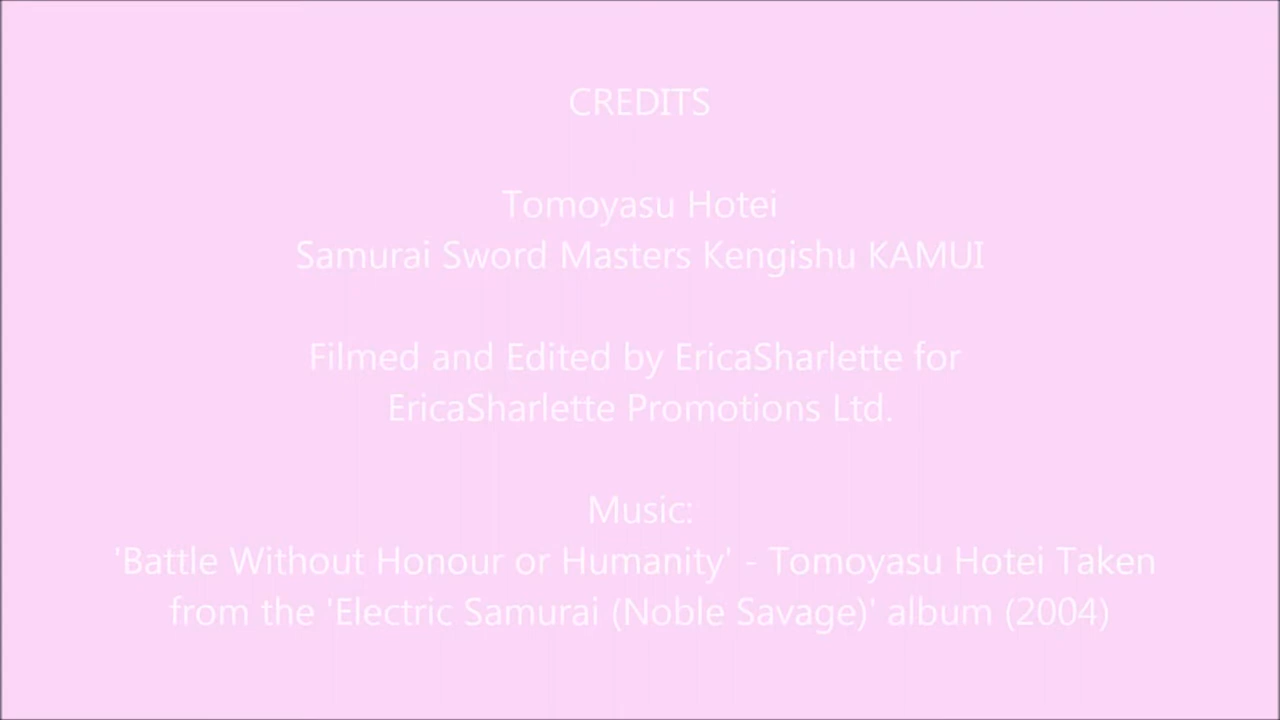 CREDITS
Tomoyasu Hotei
Samurai Sword Masters Kengishu KAMUI
Filmed and Edited by EricaSharlette for
EricaSharlette Promotions Ltd.
Music:
'Battle Without Honour or Humanity' - Tomoyasu Hotei Taken
from the 'Electric Samurai (Noble Savage)' album (2004)